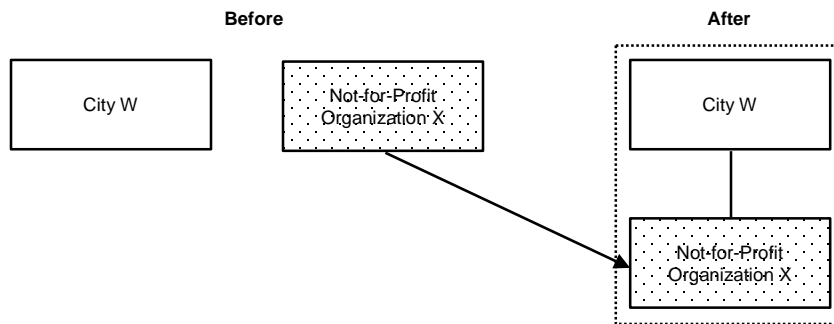 Before
After
City W
Not-for-Profit
Organization X
City W
Not-for-Profit
Organization X